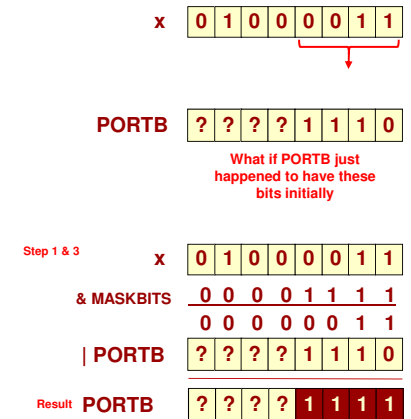 x 0 1 0 0 0 0 1 1
PORTB ? ? ? ? 1 1 1 0
What if PORTB just
happened to have these
bits initially
Step 1 & 3
x 0 1 0 0 0 0 1 1
& MASKBITS 0 0 0 0 1 1 1 1
0 0 0 0 0 0 1 1
| PORTB ? ? ? ? 1 1 1 0
Result PORTB ? ? ? ? 1 1 1 1